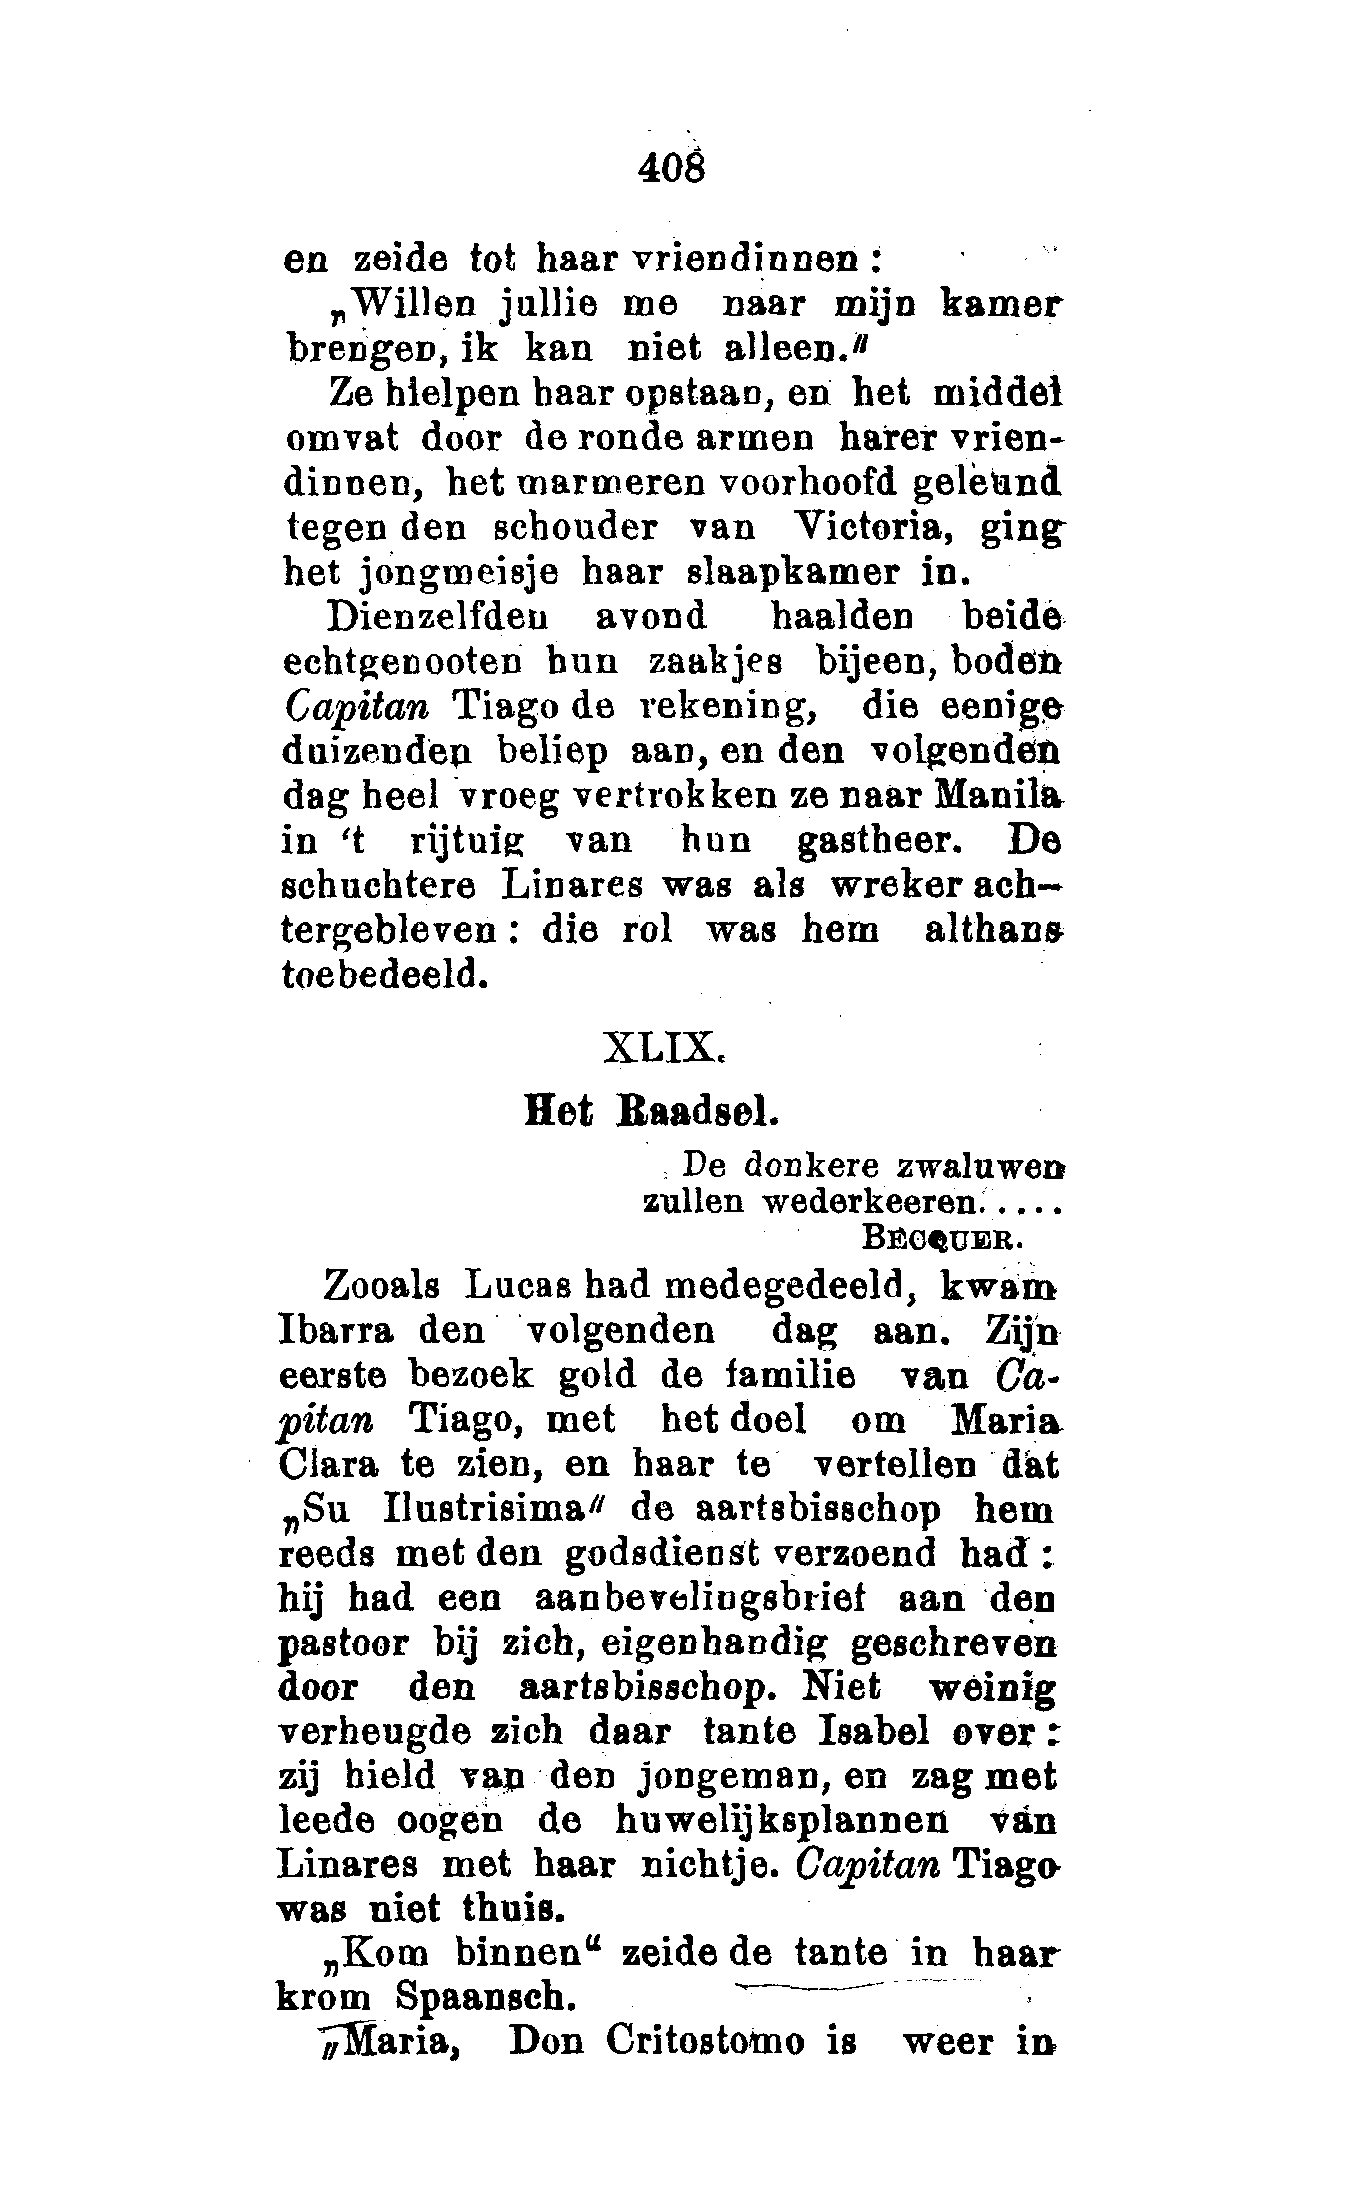 408
en zeide tot haar vriendinnen :
„Willen jullie me naar mijn kamer
brengen, ik kan niet alleen."
Ze hielpen haar opstaan, en het middel
omvat door de ronde armen harer vrien-
dinnen, het marmeren voorhoofd geleund
tegen den schouder van Victoria, ging
het jongmeisje haar slaapkamer in.
Dienzelfden avond haalden beide
echtgenooten hun zaakjes bijeen, boden
Capitan Tiago de rekening, die eenige
duizenden beliep aan, en den volgenden
dag heel vroeg vertrokken ze naar Manila
in 't rijtuig van hun gastheer. De
schuchtere Linares was als wreker ach-
tergebleven : die rol was hem althans
toebedeeld.
XLIX.
Het Raadsel.
De donkere zwaluwen
zullen wederkeeren.....
BECQUER.
Zooals Lucas had medegedeeld, kwam
Ibarra den volgenden dag aan. Zijn
eerste bezoek gold de familie van Ca-
pitan Tiago, met het doel om Maria
Clara te zien, en haar te vertellen dat
„Su Ilustrisima" de aartsbisschop hem
reeds met den godsdienst verzoend had :
hij had een aanbevelingsbrief aan den
pastoor bij zich, eigenhandig geschreven
door den aartsbisschop. Niet weinig
verheugde zich daar tante Isabel over :
zij hield van den jongeman, en zag met
leede oogen de huwelijksplannen van
Linares met haar nichtje. Capitan Tiago
was niet thuis.
„Kom binnen“ zeide de tante in haar
krom Spaansch.
„Maria, Don Critostomo is weer in